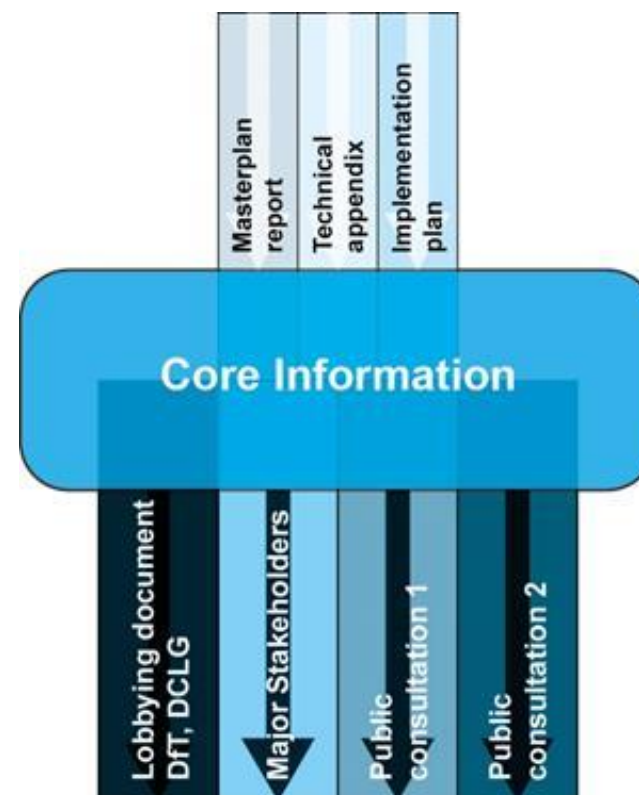 Masterplan
report
Technical
appendix
Implementation
plan
Core Information
Lobbying document
DfT, DCLG
Major Stakeholders
Public
consultation 1
Public
consultation 2